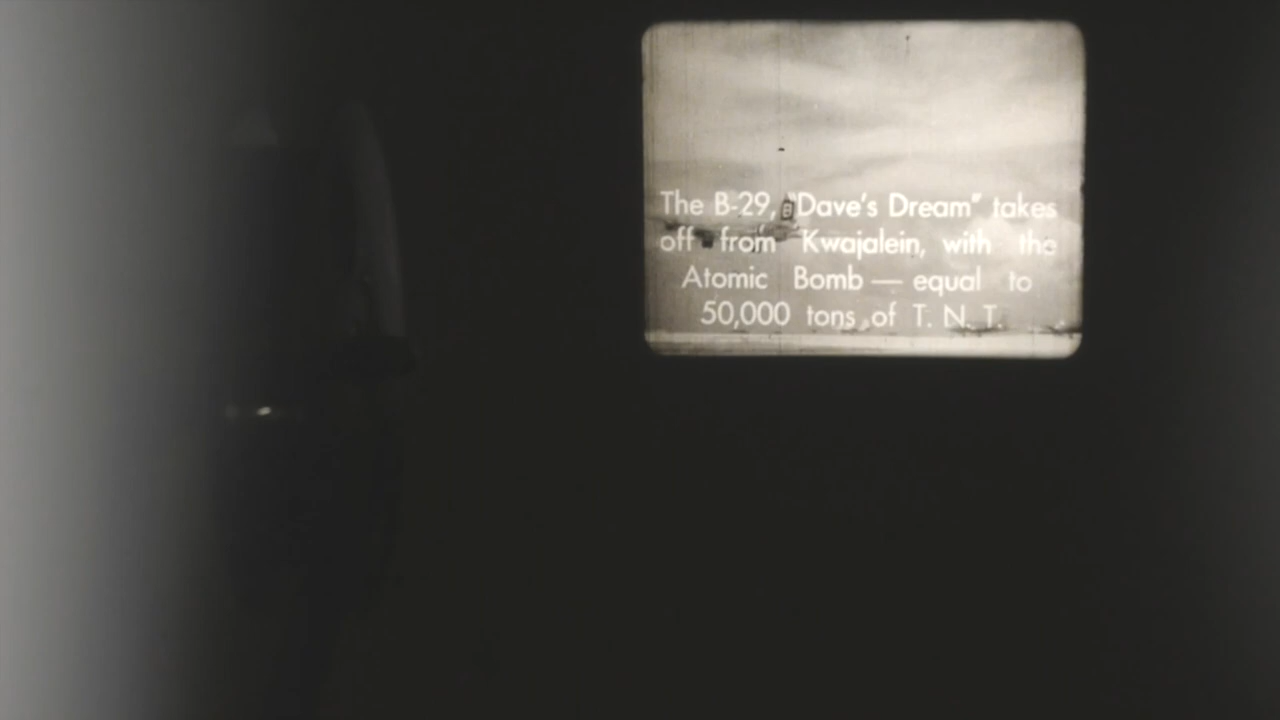 The B-29, "Dave's Dream" takes
off from Kwajalein, with the
Atomic Bomb — equal to
50,000 tons of T. N. T.